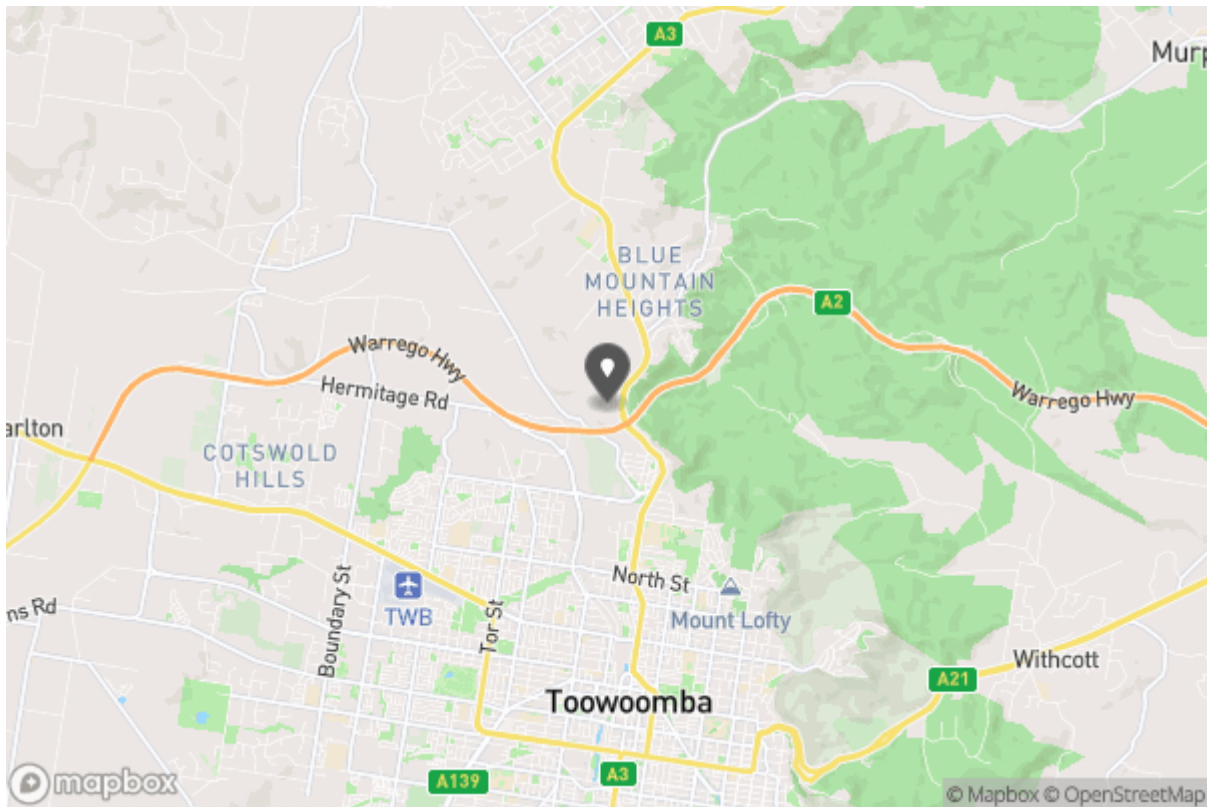 A3
Murp
BLUE
MOUNTAIN
HEIGHTS
A2
Warrego Hwy
Hermitage Rd
Warrego Hwy
arlton
COTSWOLD
HILLS
North St
TWB
Mount Lofty
ns Rd
Boundary St
Tor St
Withcott
A21
Toowoomba
A139
A3
mapbox
© Mapbox © OpenStreetMap